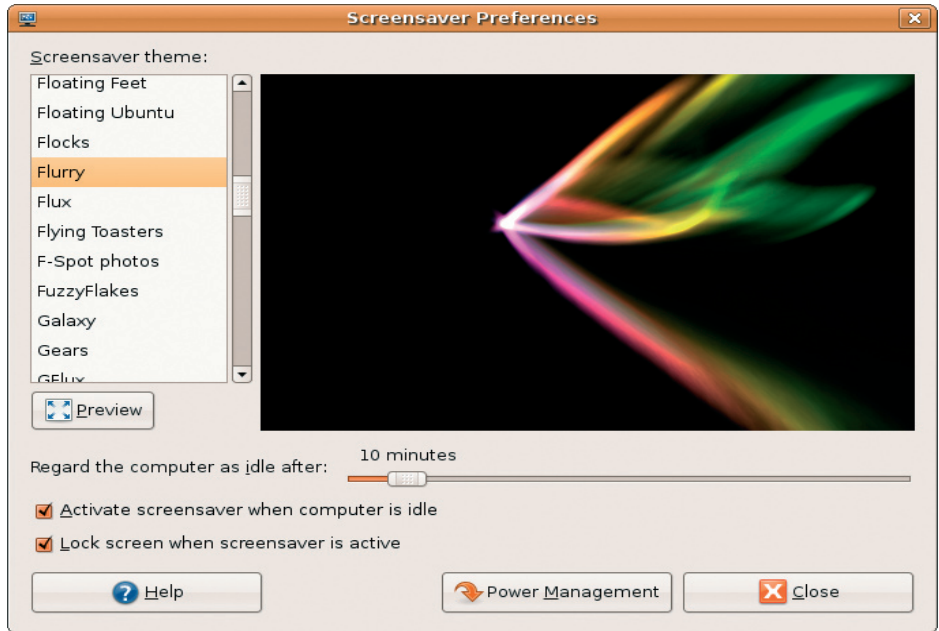 Screensaver Preferences
Screensaver theme:
Floating Feet
Floating Ubuntu
Flocks
Flurry
Flux
Flying Toasters
F-Spot photos
FuzzyFlakes
Galaxy
Gears
GFlux
Preview
Regard the computer as idle after:
10 minutes
Activate screensaver when computer is idle
Lock screen when screensaver is active
Help
Power Management
Close